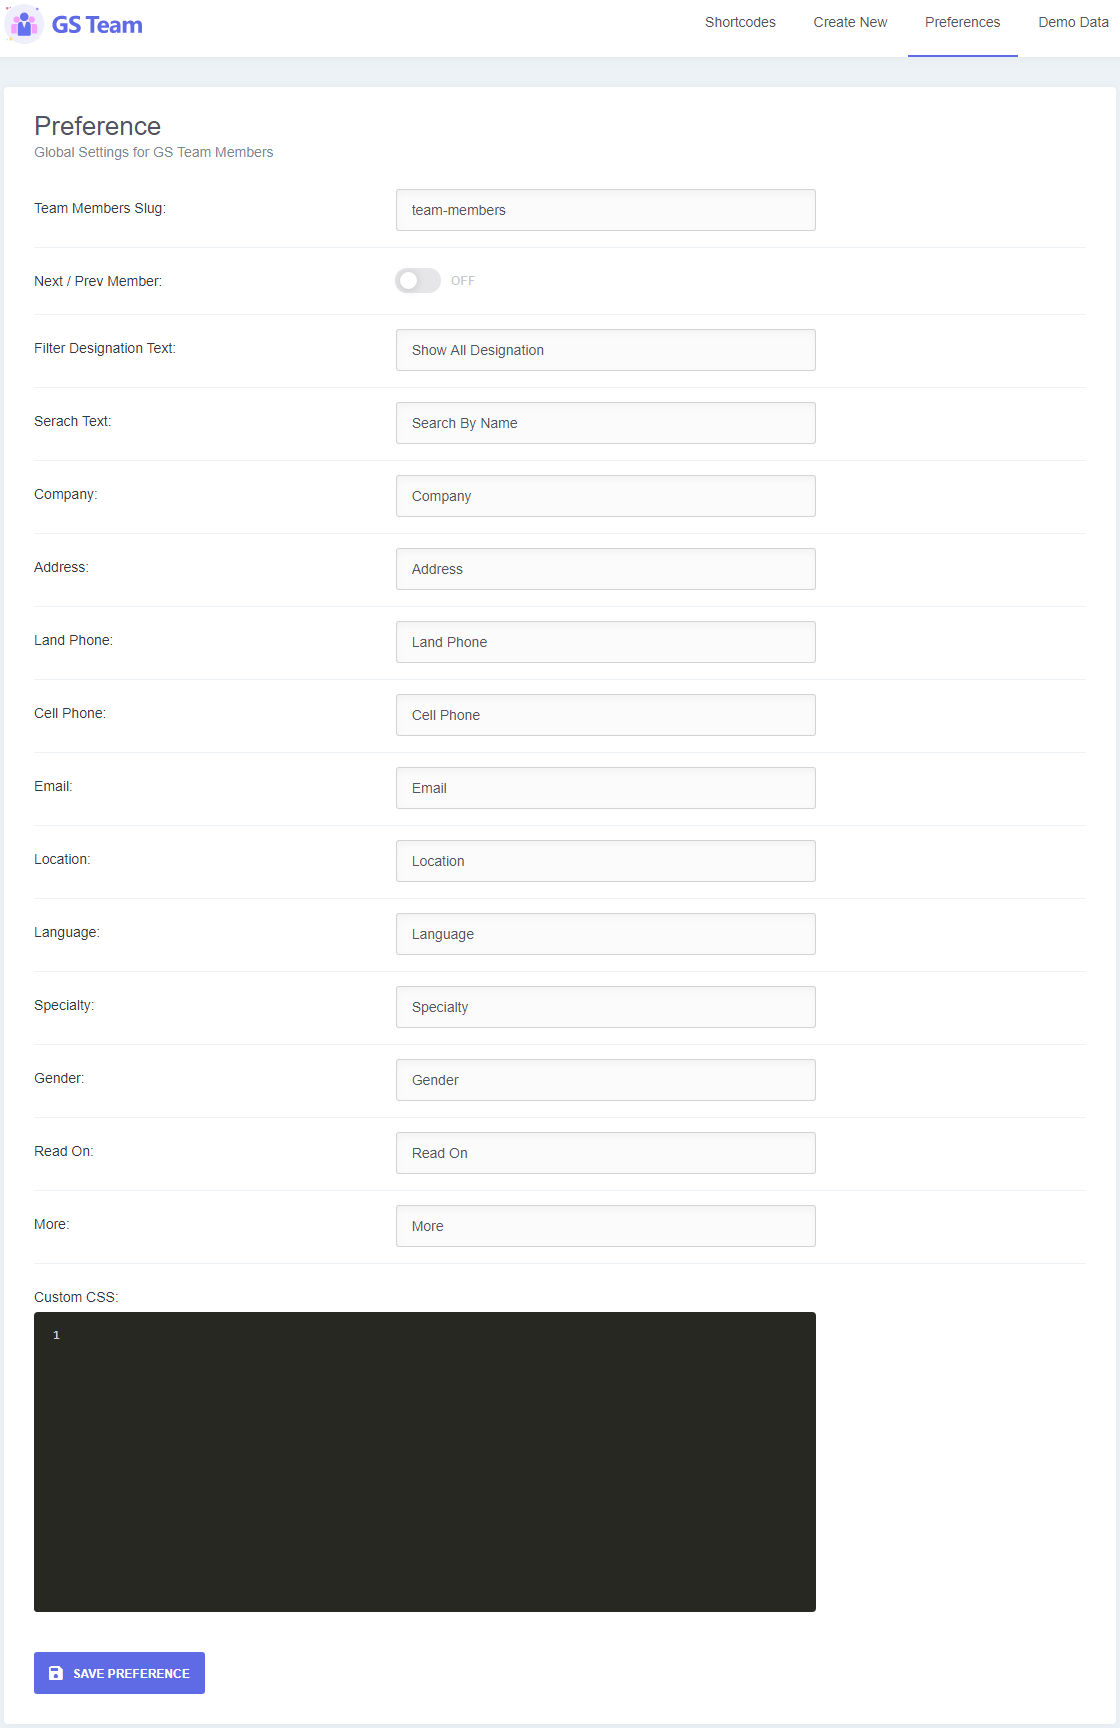 GS Team
Shortcodes Create New Preferences Demo Data
Preference
Global Settings for GS Team Members
Team Members Slug: team-members
Next / Prev Member: OFF
Filter Designation Text: Show All Designation
Serach Text: Search By Name
Company: Company
Address: Address
Land Phone: Land Phone
Cell Phone: Cell Phone
Email: Email
Location: Location
Language: Language
Specialty: Specialty
Gender: Gender
Read On: Read On
More: More
Custom CSS:
1
SAVE PREFERENCE